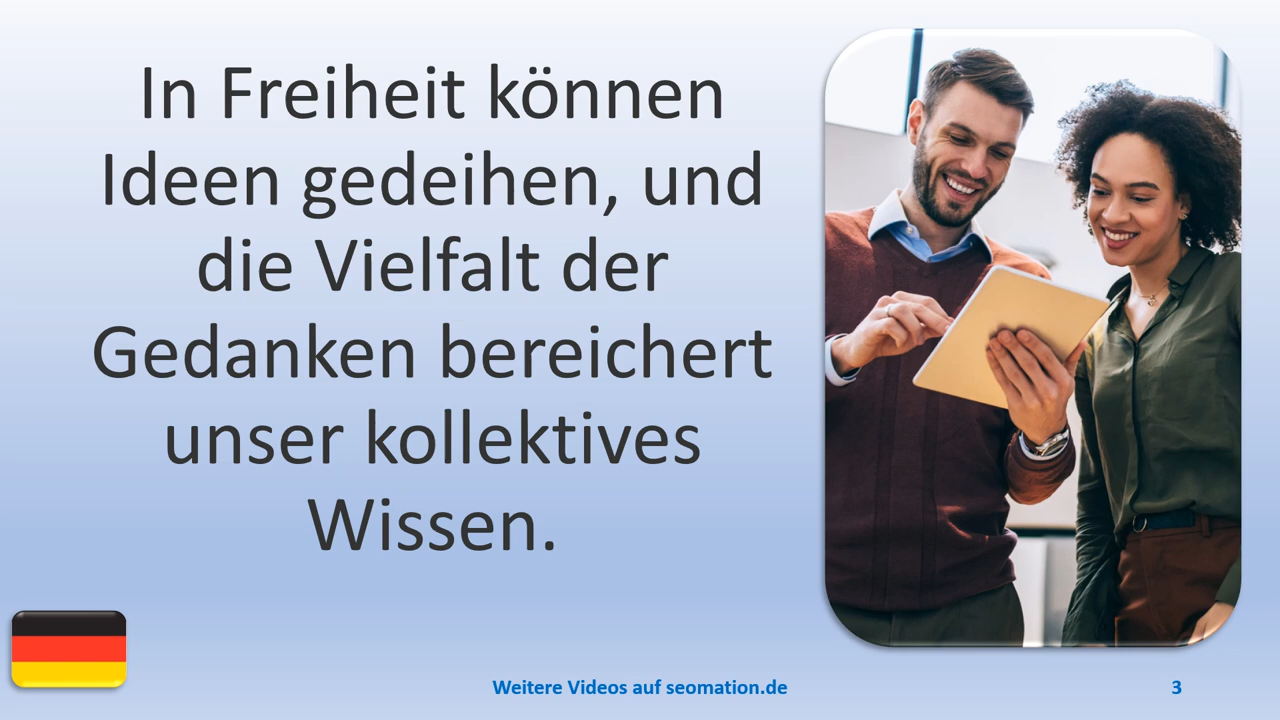 In Freiheit können
Ideen gedeihen, und
die Vielfalt der
Gedanken bereichert
unser kollektives
Wissen.
Weitere Videos auf seomation.de
3